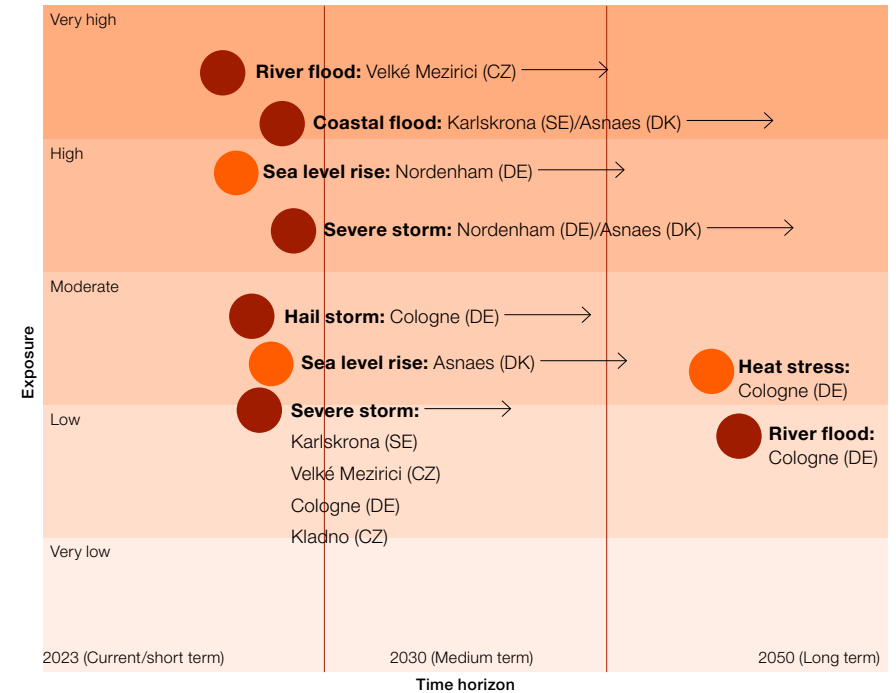 Very high
River flood: Velké Mezirici (CZ)
Coastal flood: Karlskrona (SE)/Asnaes (DK)
High
Sea level rise: Nordenham (DE)
Severe storm: Nordenham (DE)/Asnaes (DK)
Moderate
Hail storm: Cologne (DE)
Sea level rise: Asnaes (DK)
Heat stress:
Cologne (DE)
Severe storm:
Karlskrona (SE)
Velké Mezirici (CZ)
Cologne (DE)
Kladno (CZ)
Low
River flood:
Cologne (DE)
Very low
Exposure
2023 (Current/short term)
2030 (Medium term)
2050 (Long term)
Time horizon